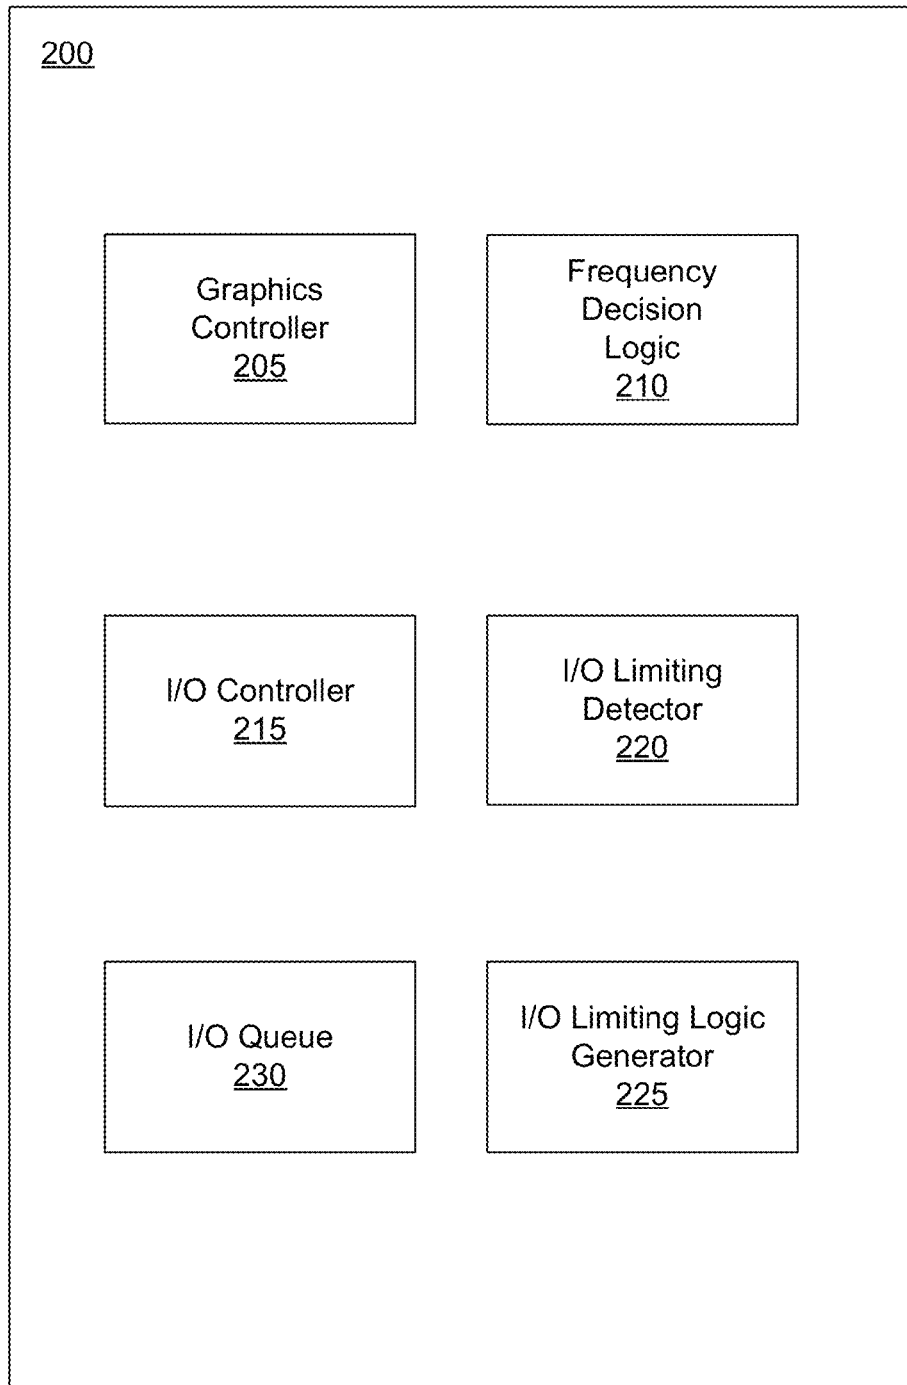 200
Graphics
Controller
205
Frequency
Decision
Logic
210
I/O Controller
215
I/O Limiting
Detector
220
I/O Queue
230
I/O Limiting Logic
Generator
225